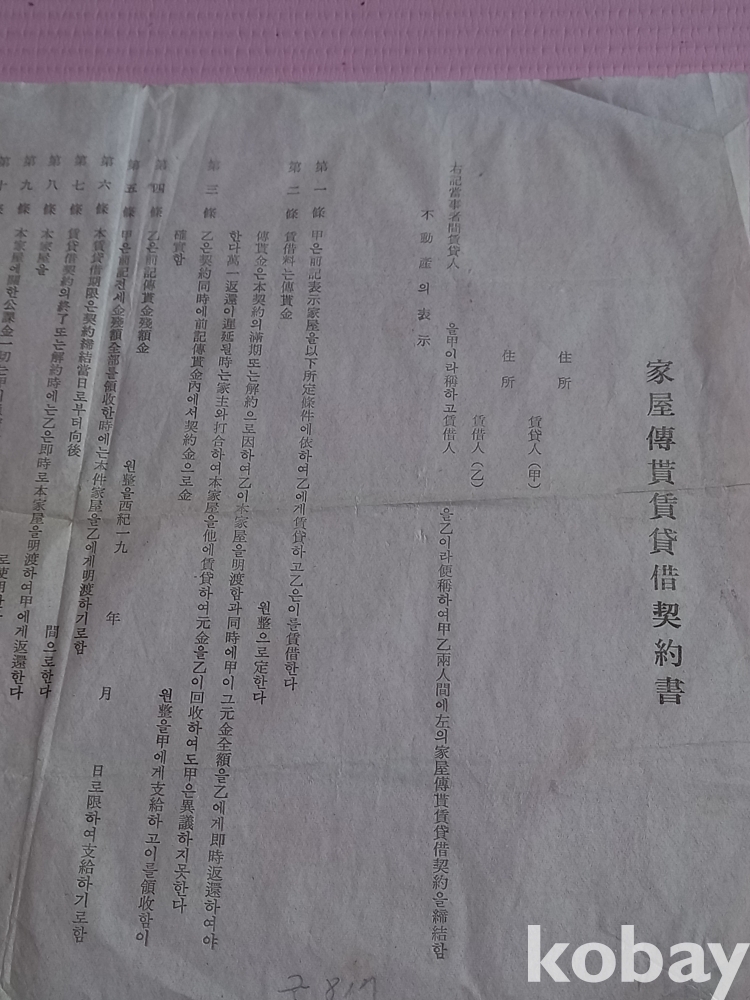 家屋傳貰賃貸借契約書
住所
賃貸人(甲)
住所
賃借人(乙)
右記當事者間賃貸人 을甲이라稱하고賃借人 을乙이라便稱하여甲乙兩人間에左의家屋傳貰賃貸借契約을締結함
不動産의表示
第一條 甲은前記表示家屋을以下所定條件에依하여乙에게賃貸하고乙은이를賃借한다
第二條 賃借料는傳貰金 원整으로定한다
傳貰金은本契約의滿期또는解約으로因하여乙이本家屋을明渡함과同時에甲이그元金全額을乙에게即時返還하여야
한다萬一返還이遲延될時는家主와打合하여本家屋을他에賃貸하여元金을乙이回收하여도甲은異議하지못한다
第三條 乙은契約同時에前記傳貰金內에서契約金으로金 원整을甲에게支給하고이를領收함이
確實함
第四條 乙은前記傳貰金殘額金 원整을西紀一九 年 月 日로限하여支給하기로함
第五條 甲은前記전세金殘額全部를領收한時에는本件家屋을乙에게明渡하기로함
第六條 本賃貸借期限은契約締結當日로부터向後 間으로한다
第七條 賃貸借契約의終了또는解約時에는乙은即時로本家屋을明渡하여甲에게返還한다
第八條 本家屋을 로使用한다
第九條 本家屋에關한公課金一切는甲이
第十條
kobay